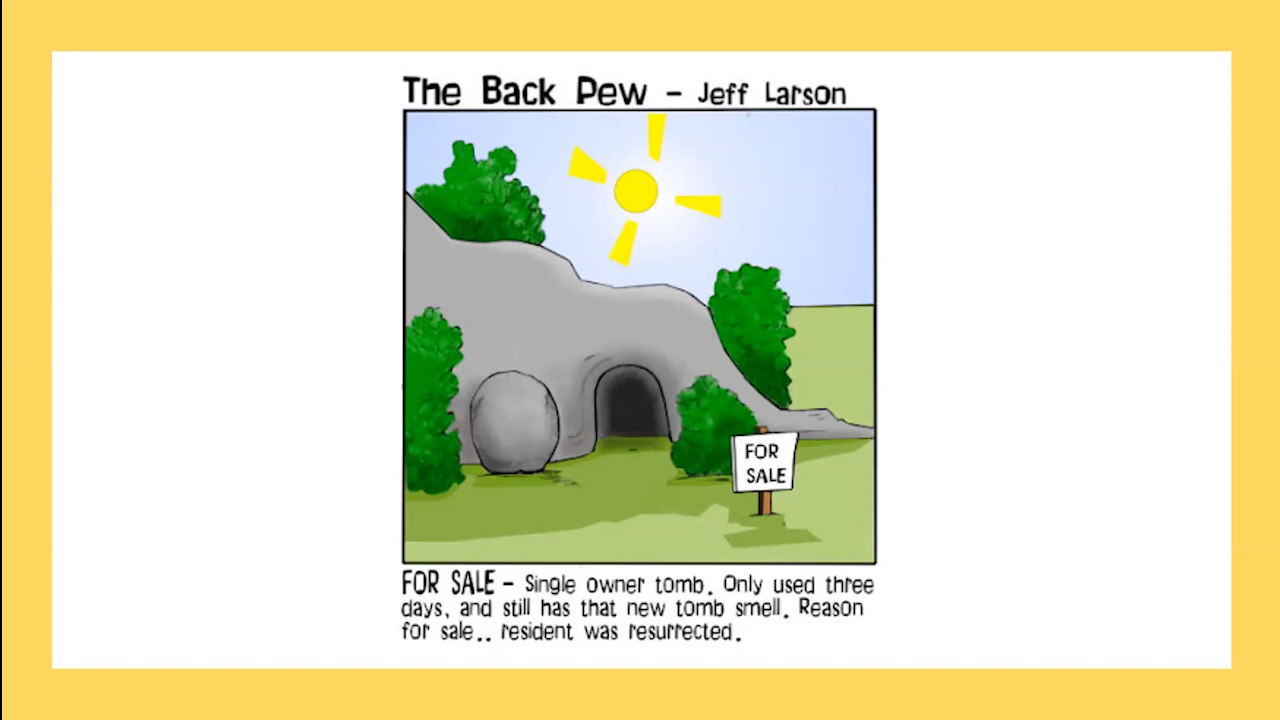 The Back Pew - Jeff Larson
FOR
SALE
FOR SALE - Single owner tomb. Only used three
days, and still has that new tomb smell. Reason
for sale.. resident was resurrected.